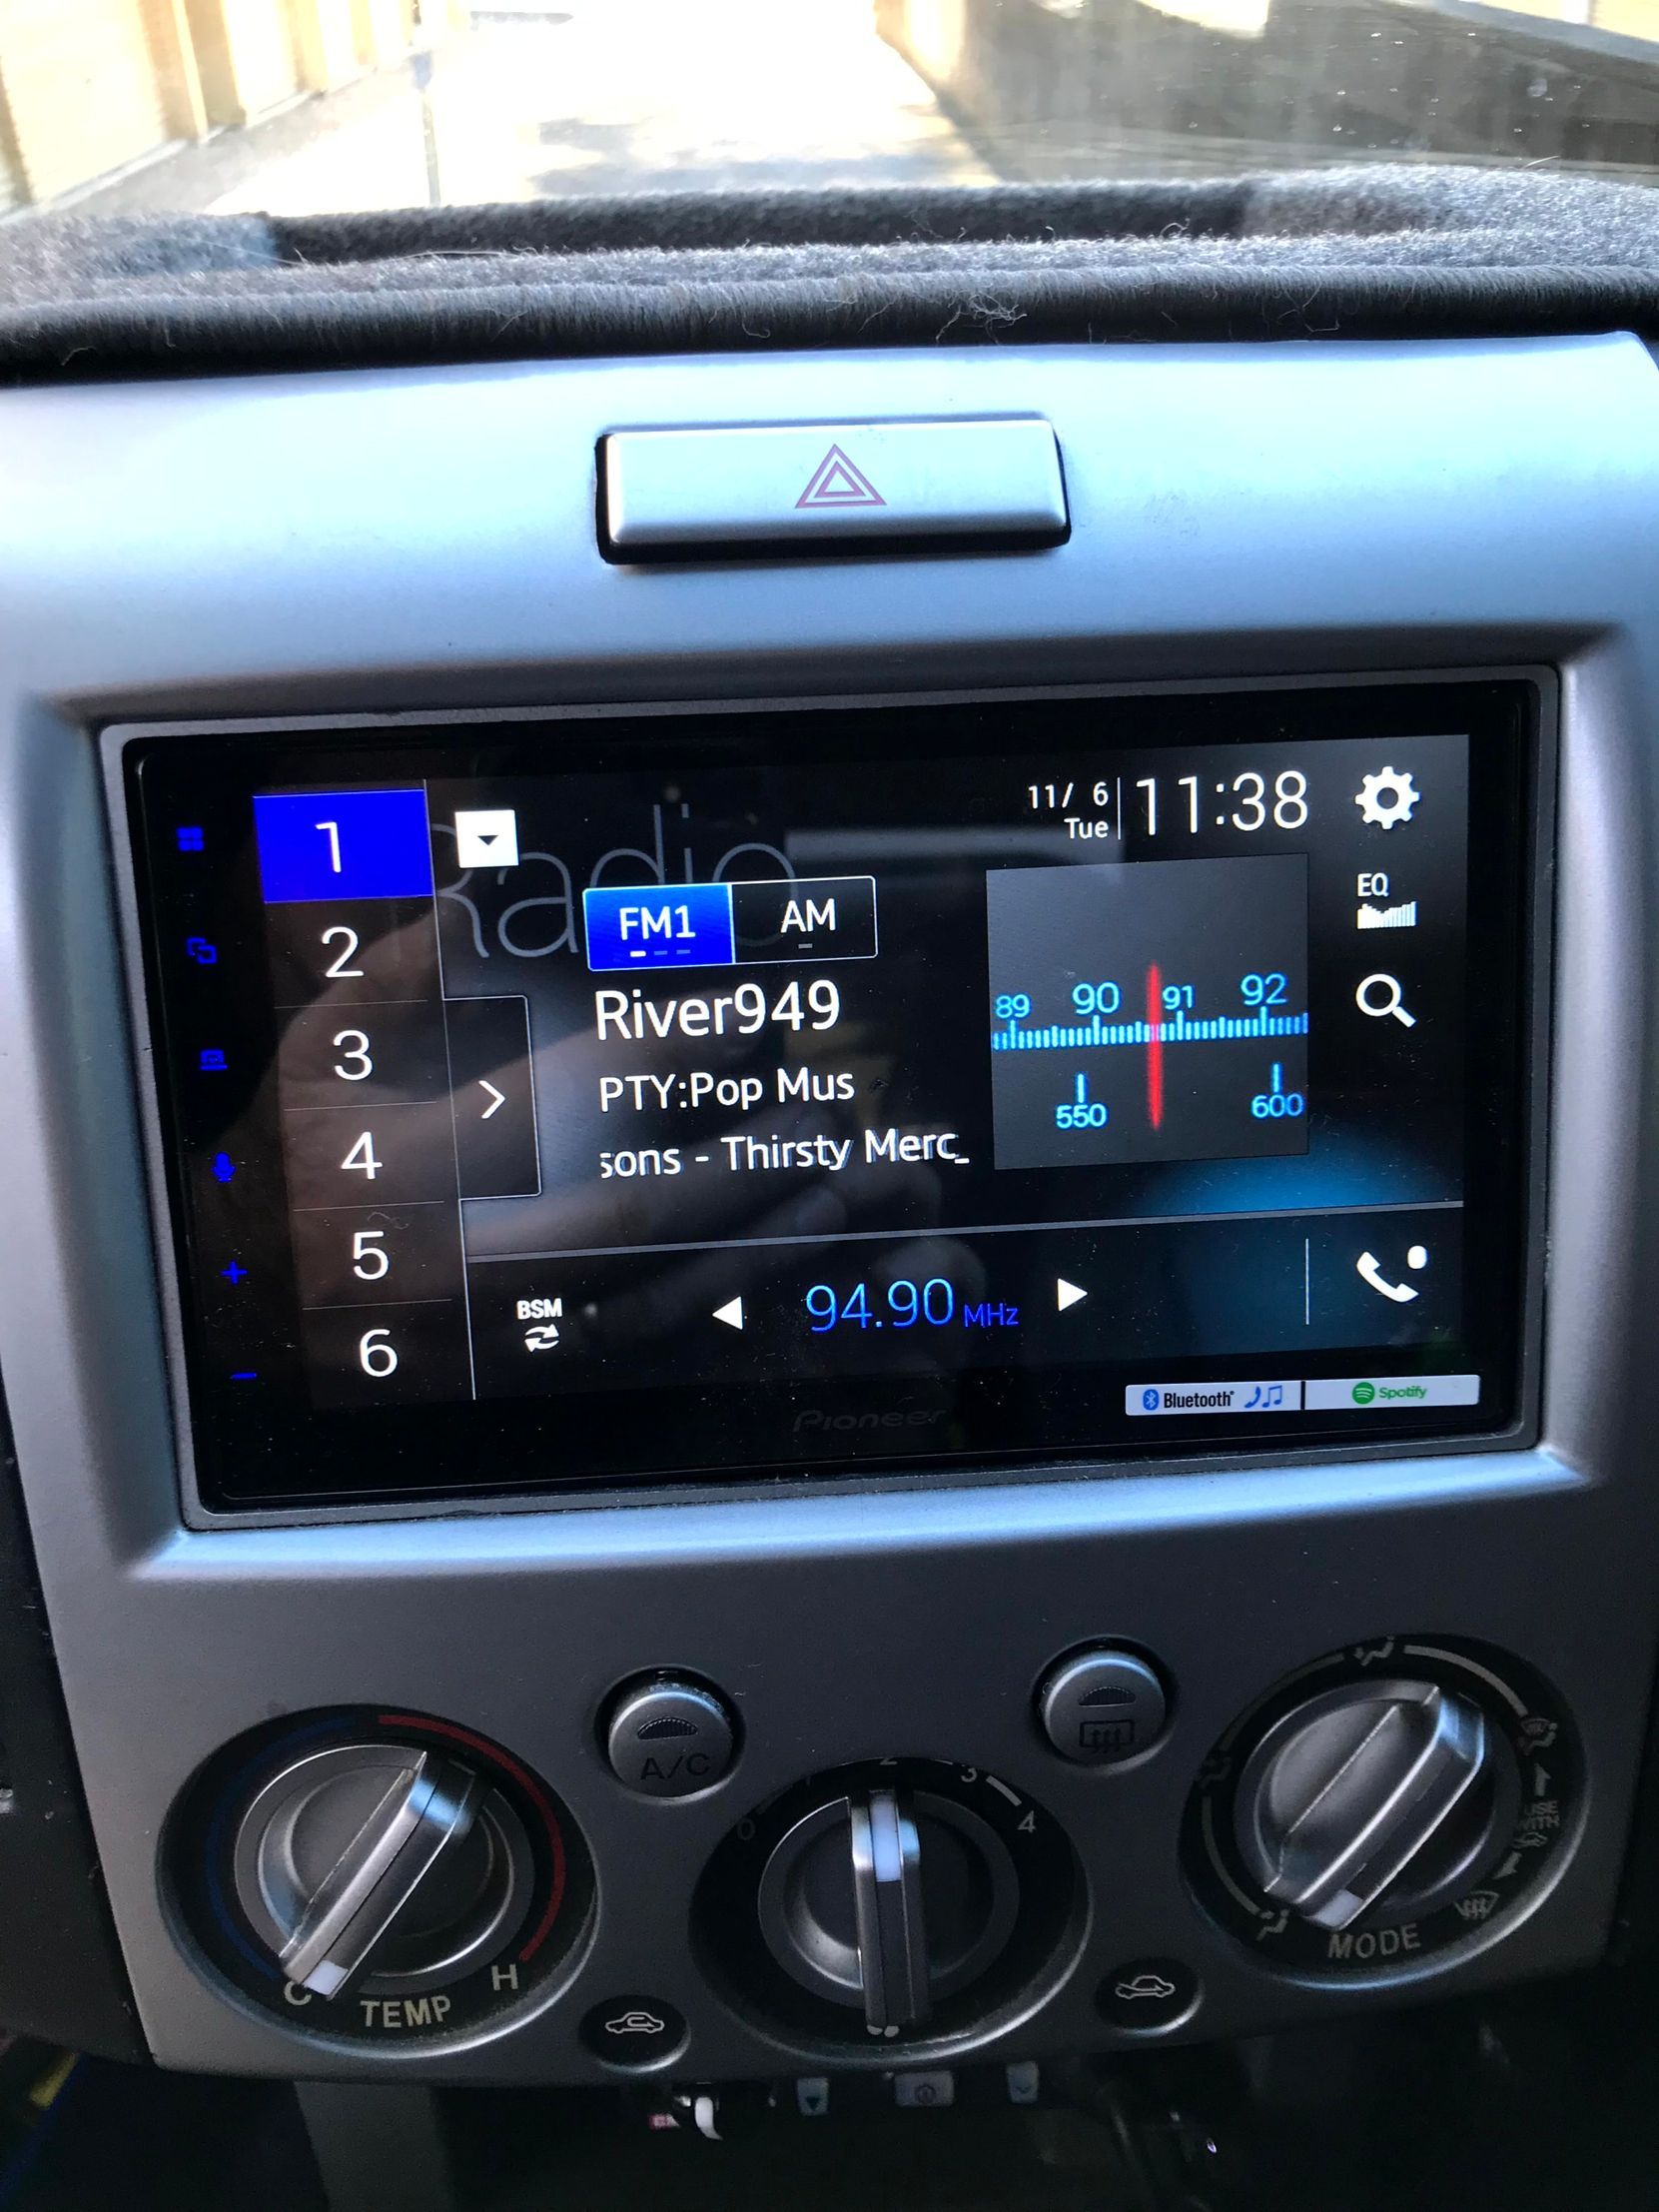 1
2
3
4
5
6
Radio
11/ 6
Tue
11:38
EQ
FM1
AM
River949
PTY:Pop Mus
sons - Thirsty Merc_
89 90 91 92
550 600
BSM
94.90 MHz
Pioneer
Bluetooth
Spotify
A/C
C
H
TEMP
0
2
3
4
USE
WITH
MODE